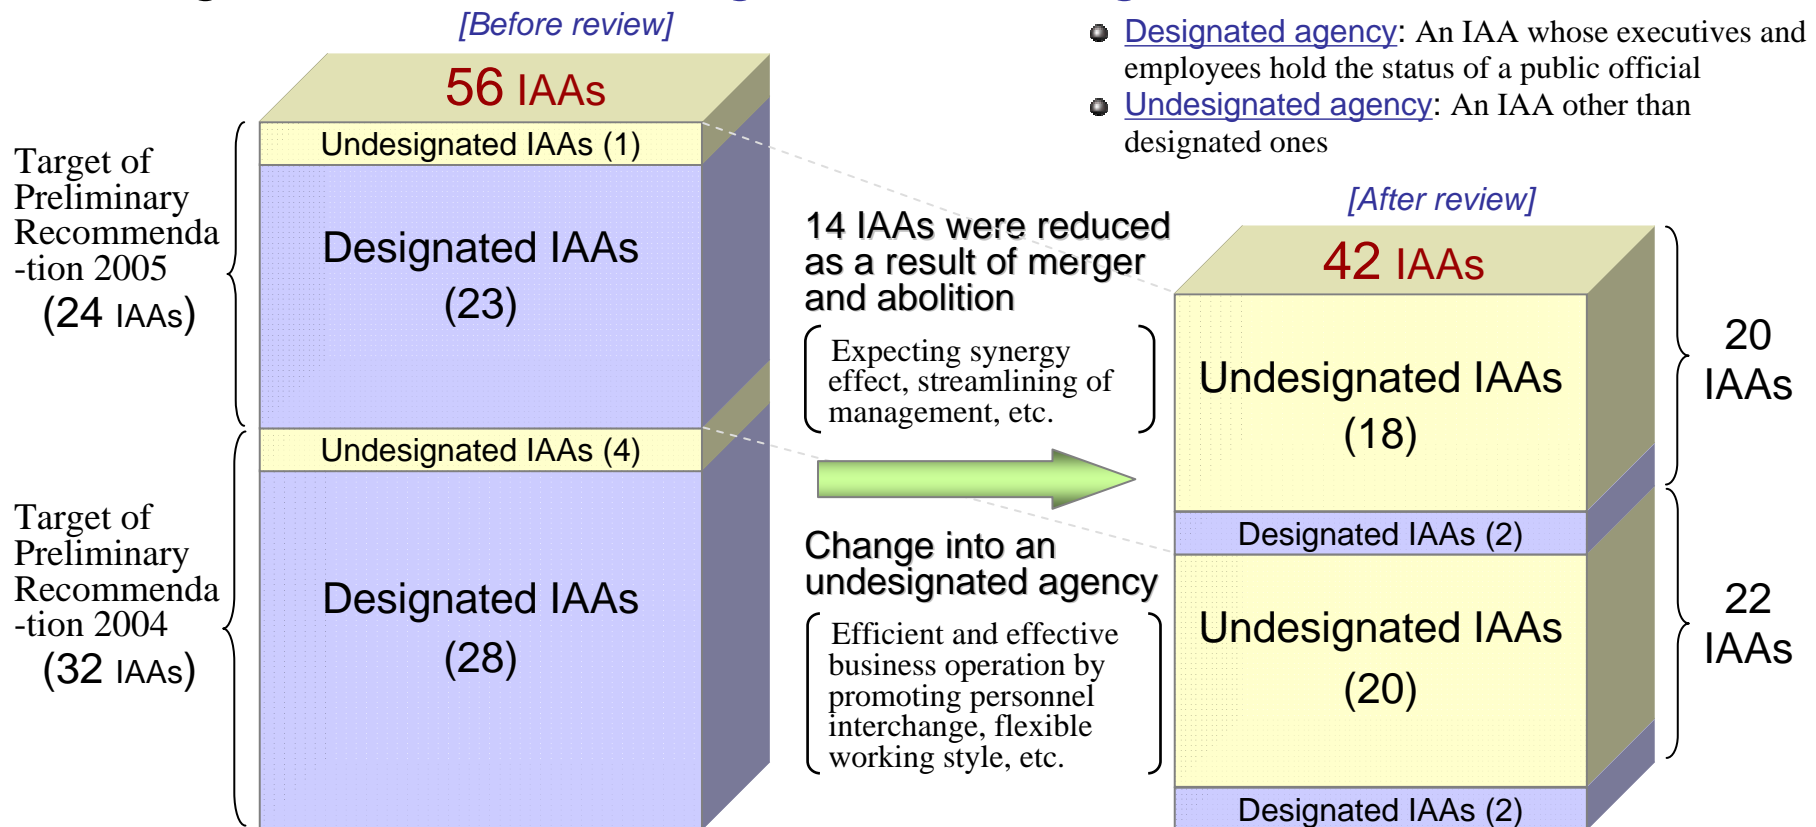 [Before review]
Designated agency: An IAA whose executives and
employees hold the status of a public official
Undesignated agency: An IAA other than
designated ones
56 IAAs
Undesignated IAAs (1)
Target of
Preliminary
Recommenda
-tion 2005
(24 IAAs)
Designated IAAs
(23)
Undesignated IAAs (4)
Target of
Preliminary
Recommenda
-tion 2004
(32 IAAs)
Designated IAAs
(28)
14 IAAs were reduced
as a result of merger
and abolition
Expecting synergy
effect, streamlining of
management, etc.
Change into an
undesignated agency
Efficient and effective
business operation by
promoting personnel
interchange, flexible
working style, etc.
[After review]
42 IAAs
Undesignated IAAs
(18)
Designated IAAs (2)
20
IAAs
Undesignated IAAs
(20)
Designated IAAs (2)
22
IAAs